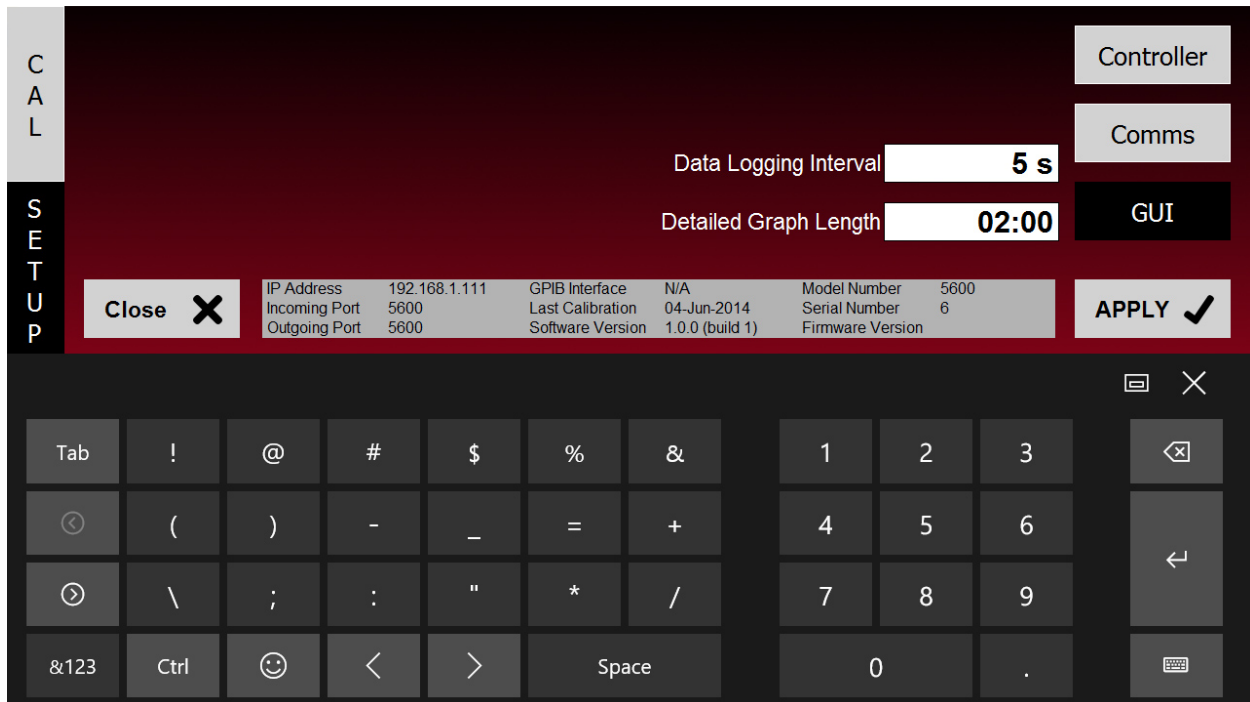 CAL
SETUP
Controller
Comms
GUI
Data Logging Interval 5 s
Detailed Graph Length 02:00
Close
IP Address 192.168.1.111 GPIB Interface N/A Model Number 5600
Incoming Port 5600 Last Calibration 04-Jun-2014 Serial Number 6
Outgoing Port 5600 Software Version 1.0.0 (build 1) Firmware Version
APPLY
Tab ! @ # $ % & 1 2 3
( ) - _ = + 4 5 6
\ ; : " * / 7 8 9
&123 Ctrl < > Space 0 .